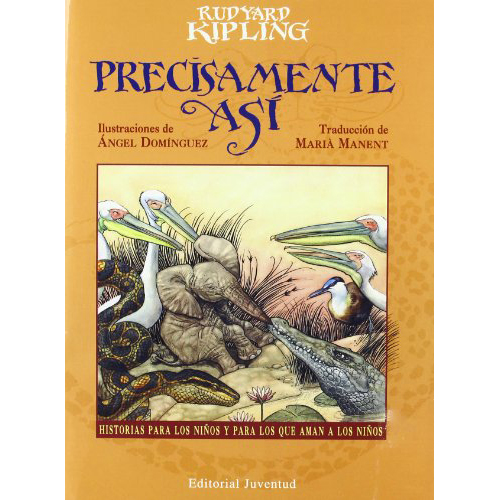 RUDYARD
KIPLING
PRECISAMENTE
ASÍ
Ilustraciones de
ÁNGEL DOMÍNGUEZ
Traducción de
MARIÀ MANENT
HISTORIAS PARA LOS NIÑOS Y PARA LOS QUE AMAN A LOS NIÑOS
Editorial Juventud